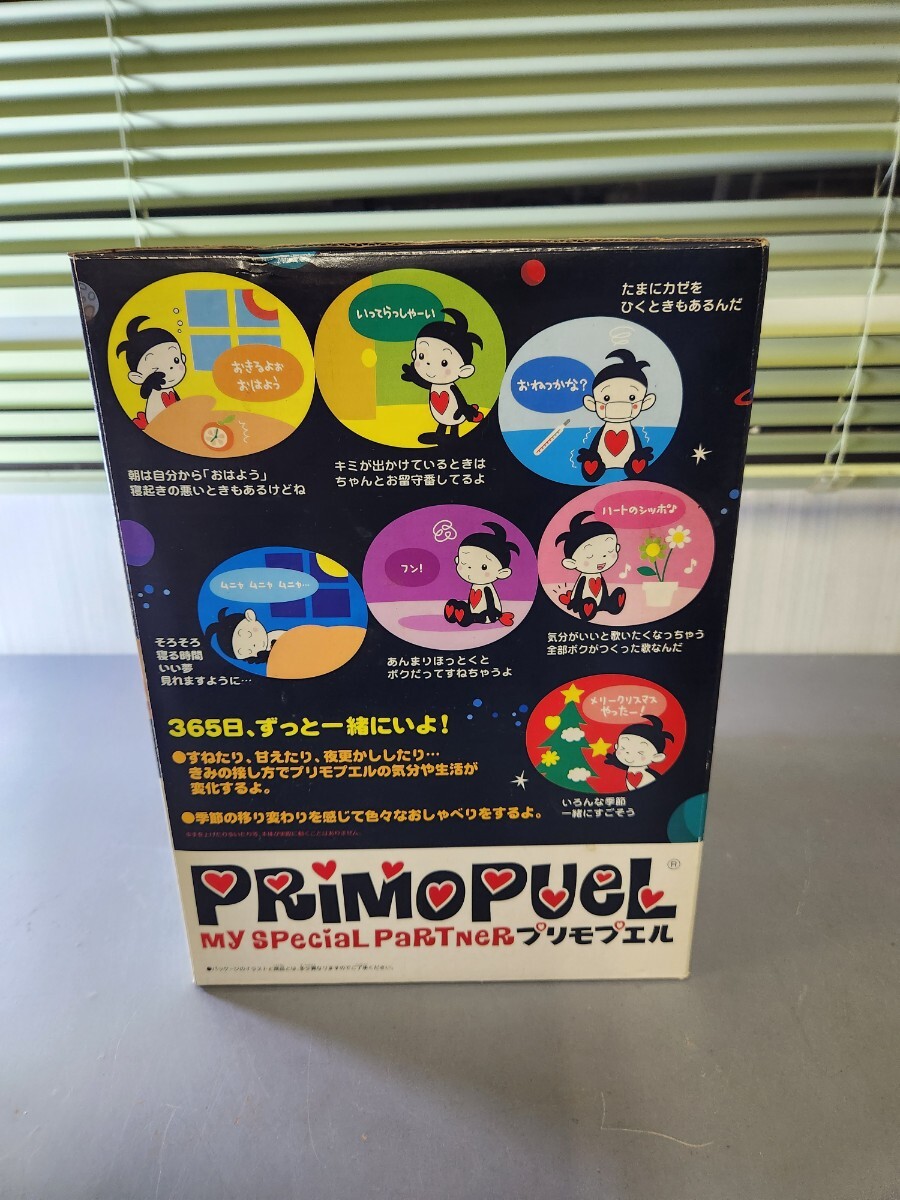 おきるよぉ
おはよう
朝は自分から「おはよう」
寝起きの悪いときもあるけどね
いってらっしゃーい
キミが出かけているときは
ちゃんとお留守番してるよ
たまにカゼを
ひくときもあるんだ
おねつかな?
ムニャ ムニャ ムニャ…
そろそろ
寝る時間
いい夢
見れますように…
フン!
あんまりほっとくと
ボクだってすねちゃうよ
ハートのシッポ♪
気分がいいと歌いたくなっちゃう
全部ボクがつくった歌なんだ
メリークリスマス
やったー!
いろんな季節
一緒にすごそう
365日、ずっと一緒にいよ!
●すねたり、甘えたり、夜更かししたり…
きみの接し方でプリモプエルの気分や生活が
変化するよ。
●季節の移り変わりを感じて色々なおしゃべりをするよ。
PRIMOPUEL®
MY SPECIAL PARTNER プリモプエル